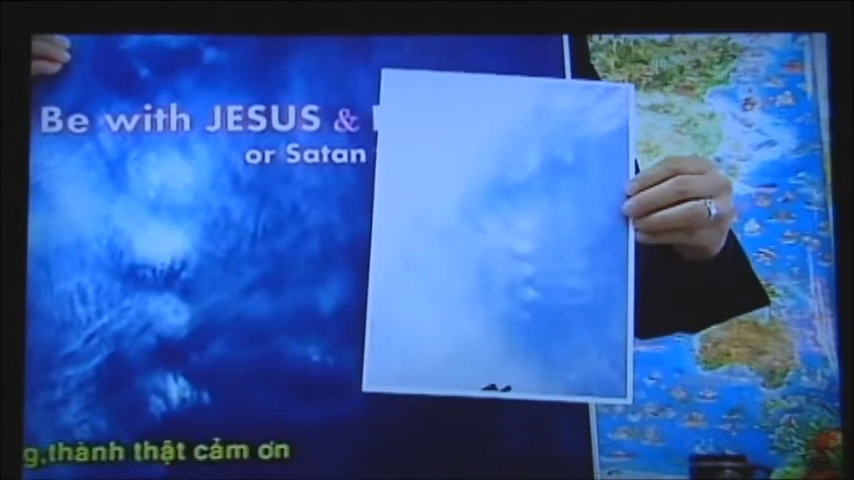 Be with JESUS &
or Satan
g,thành thật cảm ơn